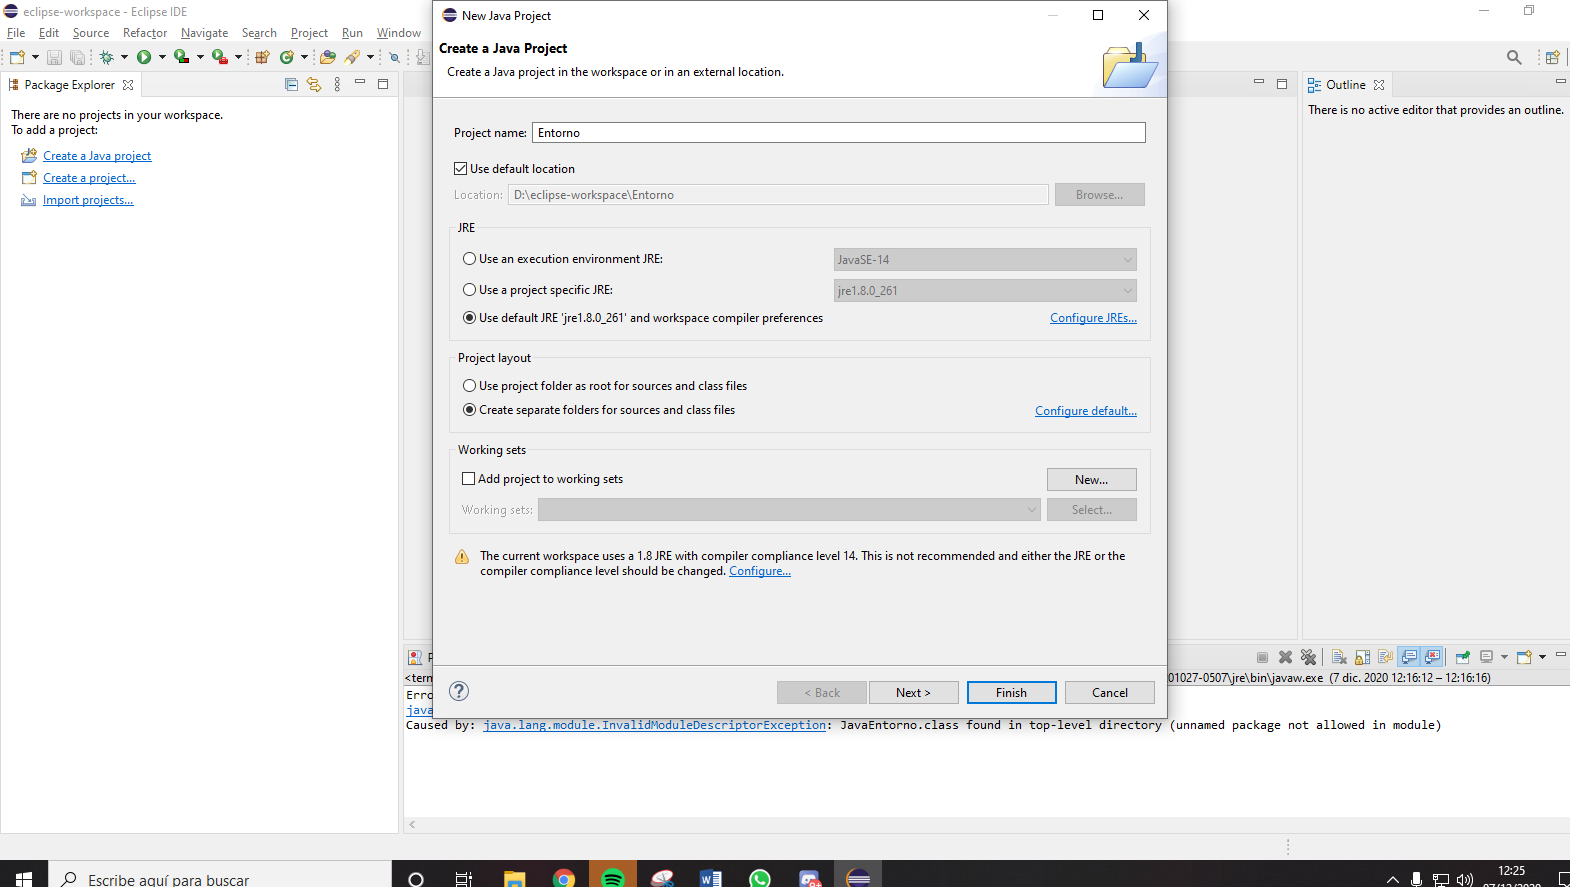 eclipse-workspace - Eclipse IDE
File Edit Source Refactor Navigate Search Project Run Window
Package Explorer
There are no projects in your workspace.
To add a project:
Create a Java project
Create a project...
Import projects...
New Java Project
Create a Java Project
Create a Java project in the workspace or in an external location.
Project name: Entorno
Use default location
Location: D:\eclipse-workspace\Entorno Browse...
JRE
Use an execution environment JRE: JavaSE-14
Use a project specific JRE: jre1.8.0_261
Use default JRE 'jre1.8.0_261' and workspace compiler preferences Configure JREs...
Project layout
Use project folder as root for sources and class files
Create separate folders for sources and class files Configure default...
Working sets
Add project to working sets New...
Working sets: Select...
The current workspace uses a 1.8 JRE with compiler compliance level 14. This is not recommended and either the JRE or the
compiler compliance level should be changed. Configure...
? < Back Next > Finish Cancel
Outline
There is no active editor that provides an outline.
<tern 01027-0507\jre\bin\javaw.exe (7 dic. 2020 12:16:12 – 12:16:16)
Erro
java
Caused by: java.lang.module.InvalidModuleDescriptorException: JavaEntorno.class found in top-level directory (unnamed package not allowed in module)
Escribe aquí para buscar
12:25